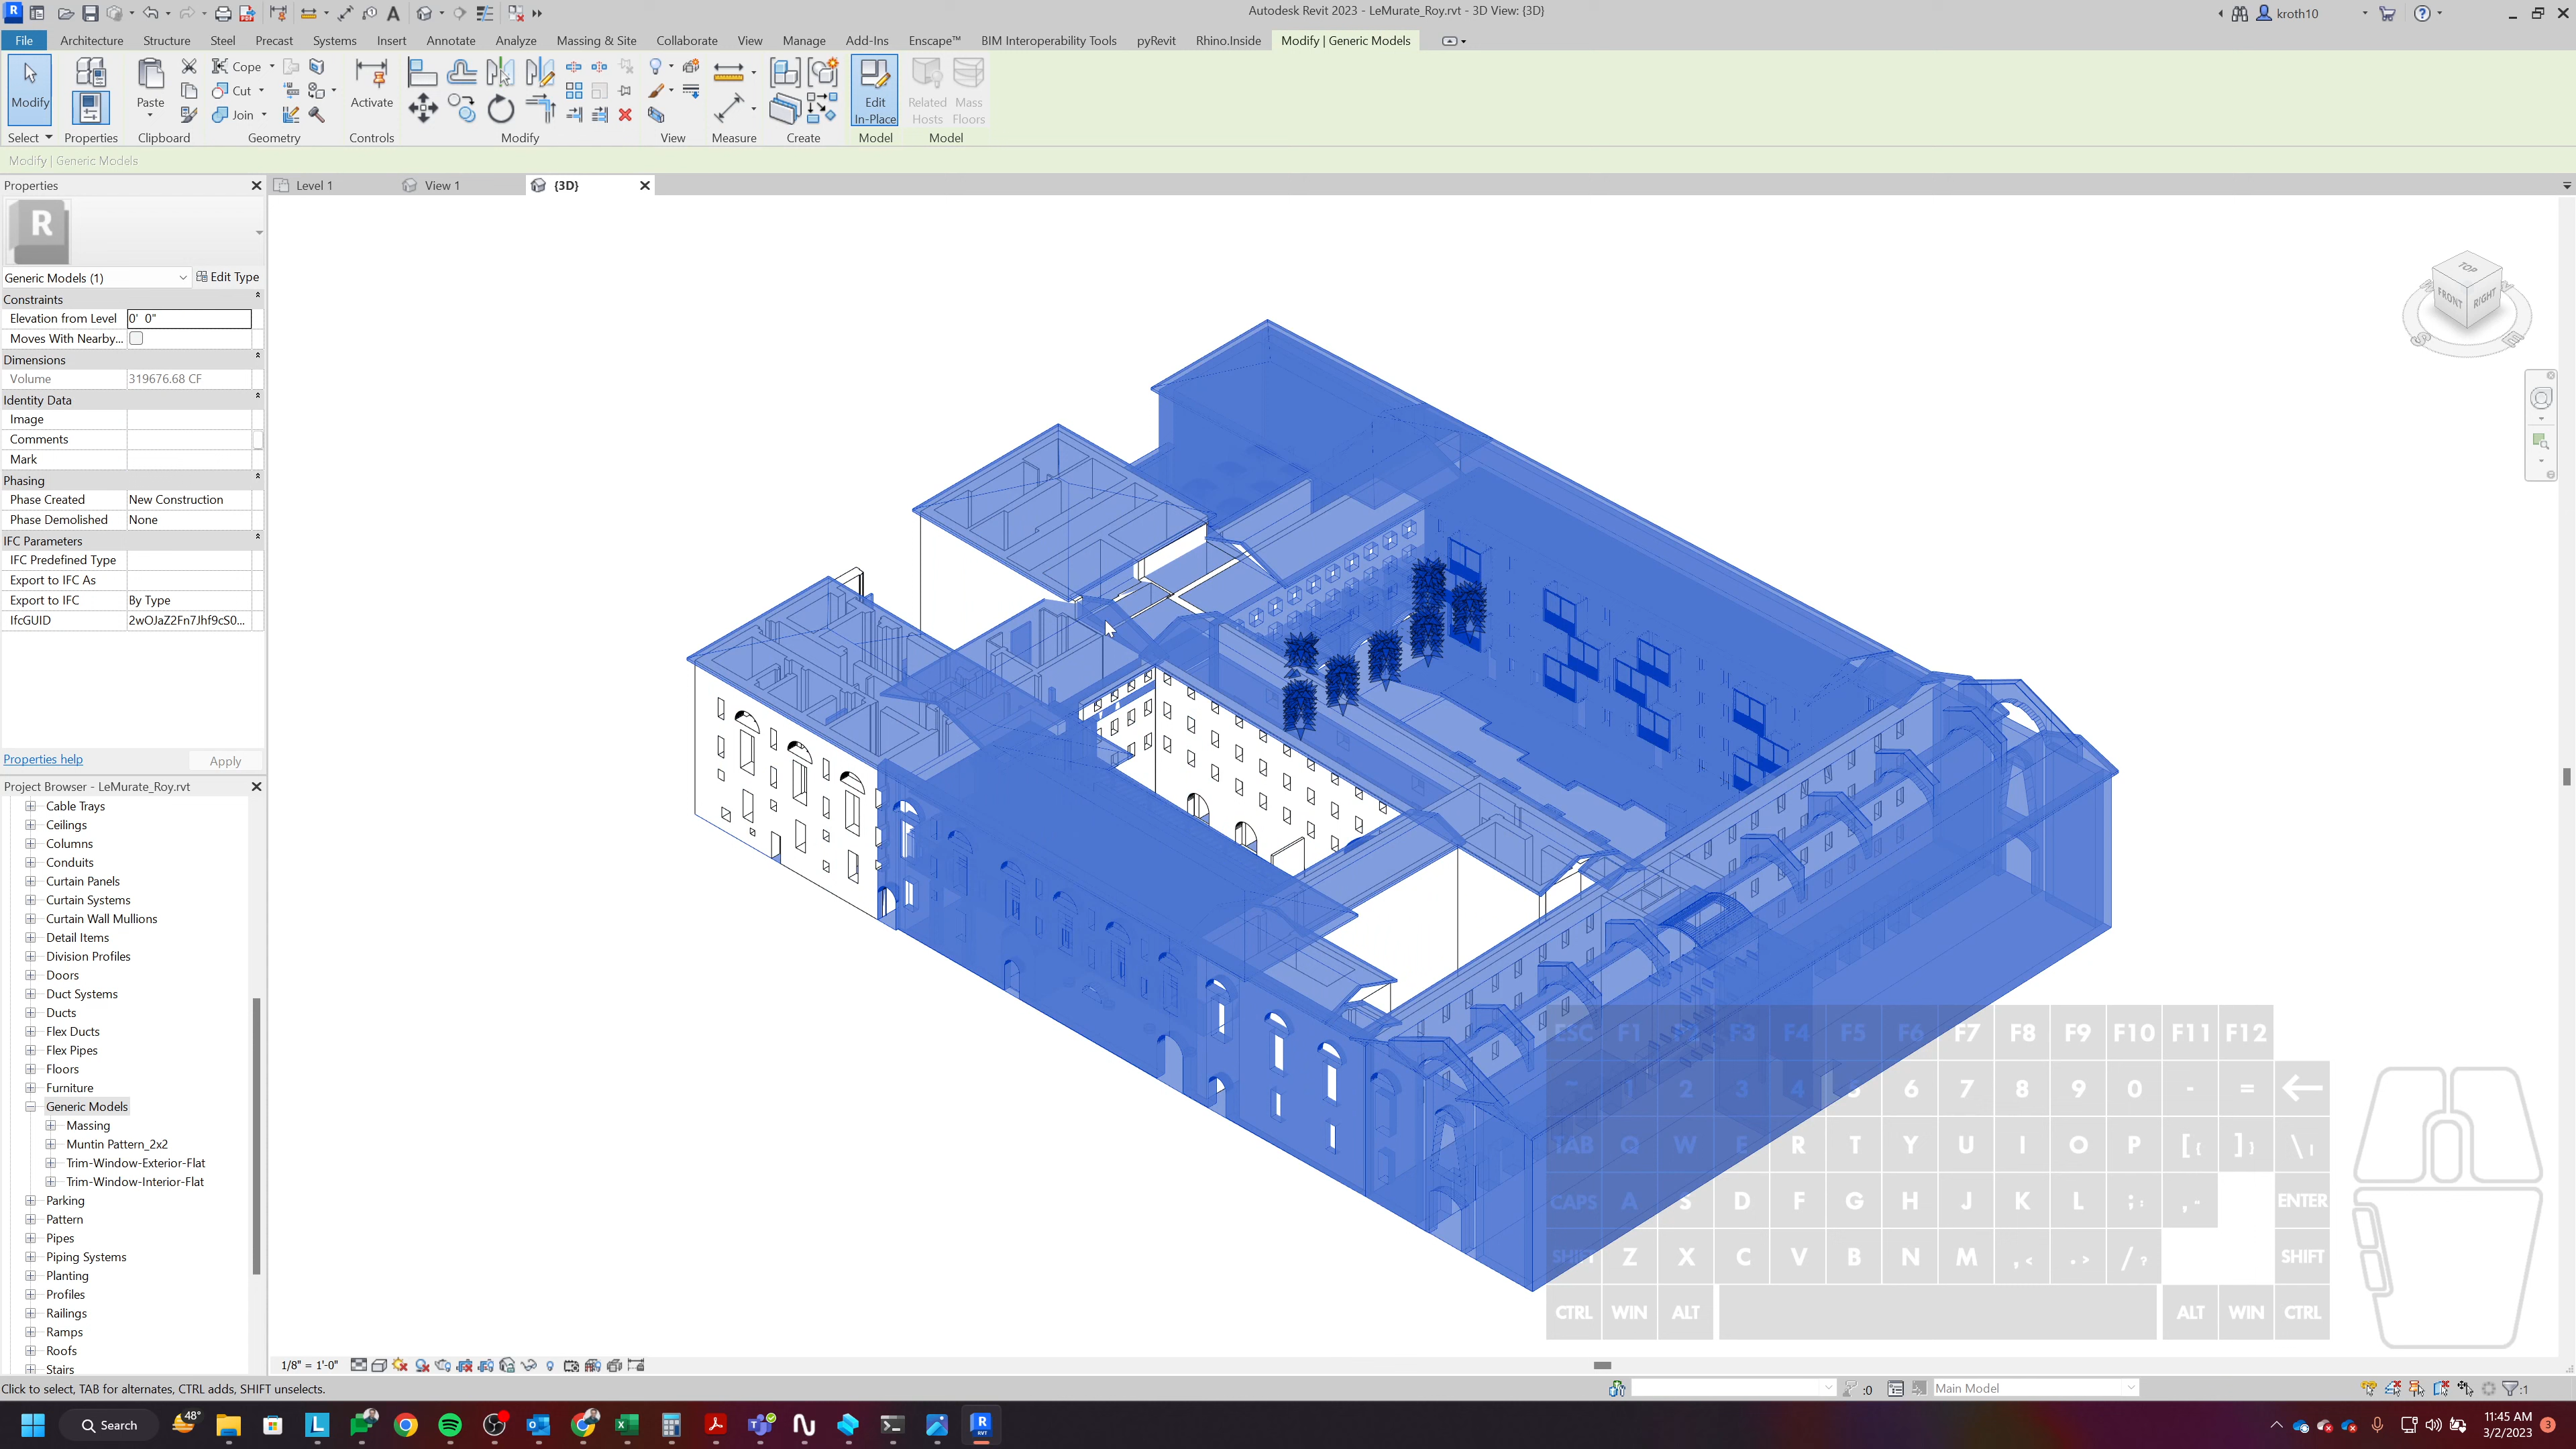 Autodesk Revit 2023 - LeMurate_Roy.rvt - 3D View: {3D}
kroth10
File Architecture Structure Steel Precast Systems Insert Annotate Analyze Massing & Site Collaborate View Manage Add-Ins Enscape™ BIM Interoperability Tools pyRevit Rhino.Inside Modify | Generic Models
Modify
Paste
Cope
Cut
Join
Activate
Edit In-Place
Related Hosts
Mass Floors
Select Properties Clipboard Geometry Controls Modify View Measure Create Model Model
Modify | Generic Models
Properties
Level 1
View 1
{3D}
R
Generic Models (1)
Edit Type
Constraints
Elevation from Level 0' 0"
Moves With Nearby...
Dimensions
Volume 319676.68 CF
Identity Data
Image
Comments
Mark
Phasing
Phase Created New Construction
Phase Demolished None
IFC Parameters
IFC Predefined Type
Export to IFC As
Export to IFC By Type
IfcGUID 2wOJaZ2Fn7Jhf9cS0...
Properties help
Apply
Project Browser - LeMurate_Roy.rvt
Cable Trays
Ceilings
Columns
Conduits
Curtain Panels
Curtain Systems
Curtain Wall Mullions
Detail Items
Division Profiles
Doors
Duct Systems
Ducts
Flex Ducts
Flex Pipes
Floors
Furniture
Generic Models
Massing
Muntin Pattern_2x2
Trim-Window-Exterior-Flat
Trim-Window-Interior-Flat
Parking
Pattern
Pipes
Piping Systems
Planting
Profiles
Railings
Ramps
Roofs
Stairs
TOP
FRONT
RIGHT
S
E
ESC F1 F2 F3 F4 F5 F6 F7 F8 F9 F10 F11 F12
~ 1 2 3 4 5 6 7 8 9 0 - =
TAB Q W E R T Y U I O P [{ ]} \|
CAPS A S D F G H J K L ;: ENTER
SHIFT Z X C V B N M ,< .> /? SHIFT
CTRL WIN ALT ALT WIN CTRL
1/8" = 1'-0"
Click to select, TAB for alternates, CTRL adds, SHIFT unselects.
:0
Main Model
:1
Search
48°
11:45 AM
3/2/2023
3